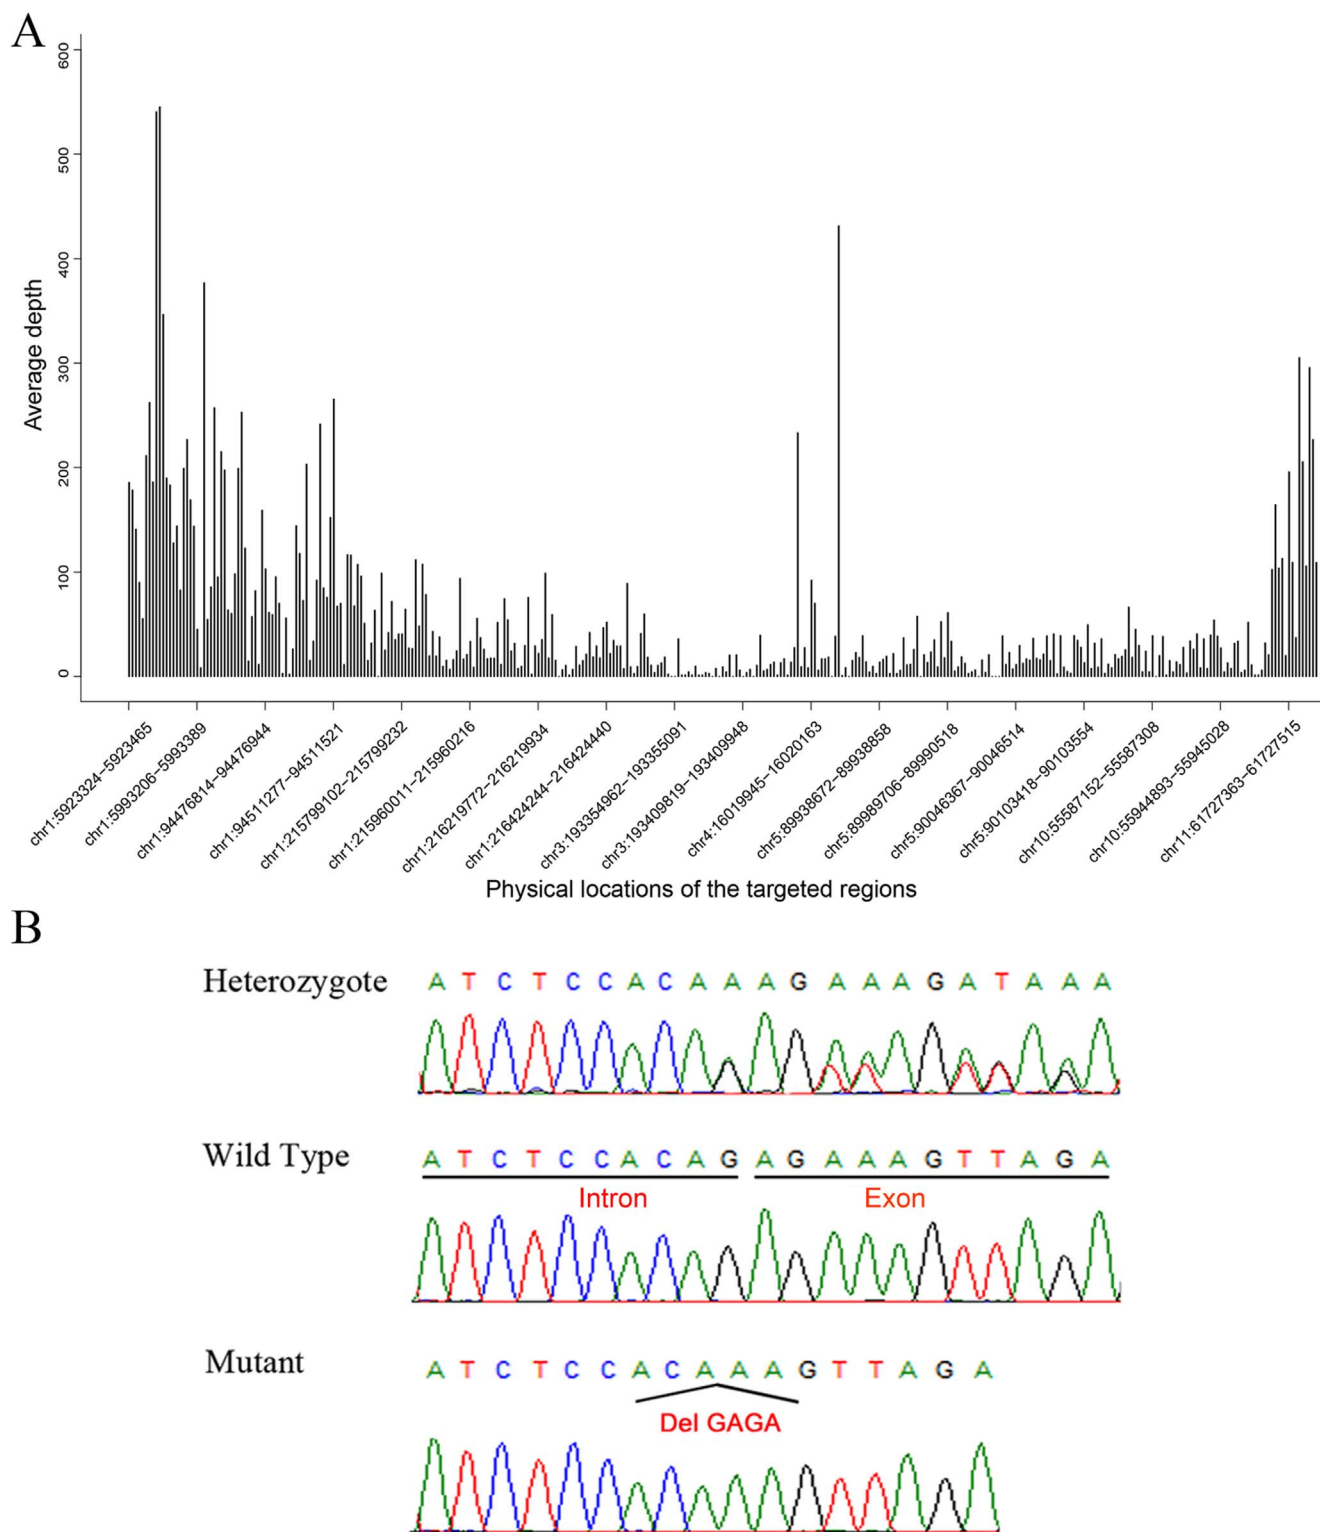 A
600
500
400
300
200
100
0
Average depth
chr1:5923324-5923465
chr1:5993206-5993389
chr1:94476814-94476944
chr1:94511277-94511521
chr1:215799102-215799232
chr1:215960011-215960216
chr1:216219772-216219934
chr1:216424244-216424440
chr3:193354962-193355091
chr3:193409819-193409948
chr4:16019945-16020163
chr5:89938672-89938858
chr5:89989706-89990518
chr5:90046367-90046514
chr5:90103418-90103554
chr10:55587152-55587308
chr10:55944893-55945028
chr11:61727363-61727515
Physical locations of the targeted regions
B
Heterozygote A T C T C C A C A A A G A A A G A T A A A
Wild Type A T C T C C A C A G A G A A A G T T A G A
Intron Exon
Mutant A T C T C C A C A A A G T T A G A
Del GAGA